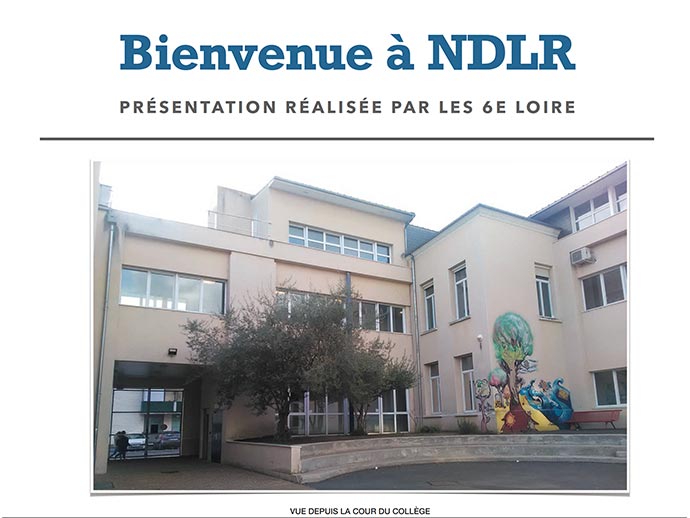 Bienvenue à NDLR
PRÉSENTATION RÉALISÉE PAR LES 6E LOIRE
VUE DEPUIS LA COUR DU COLLÈGE